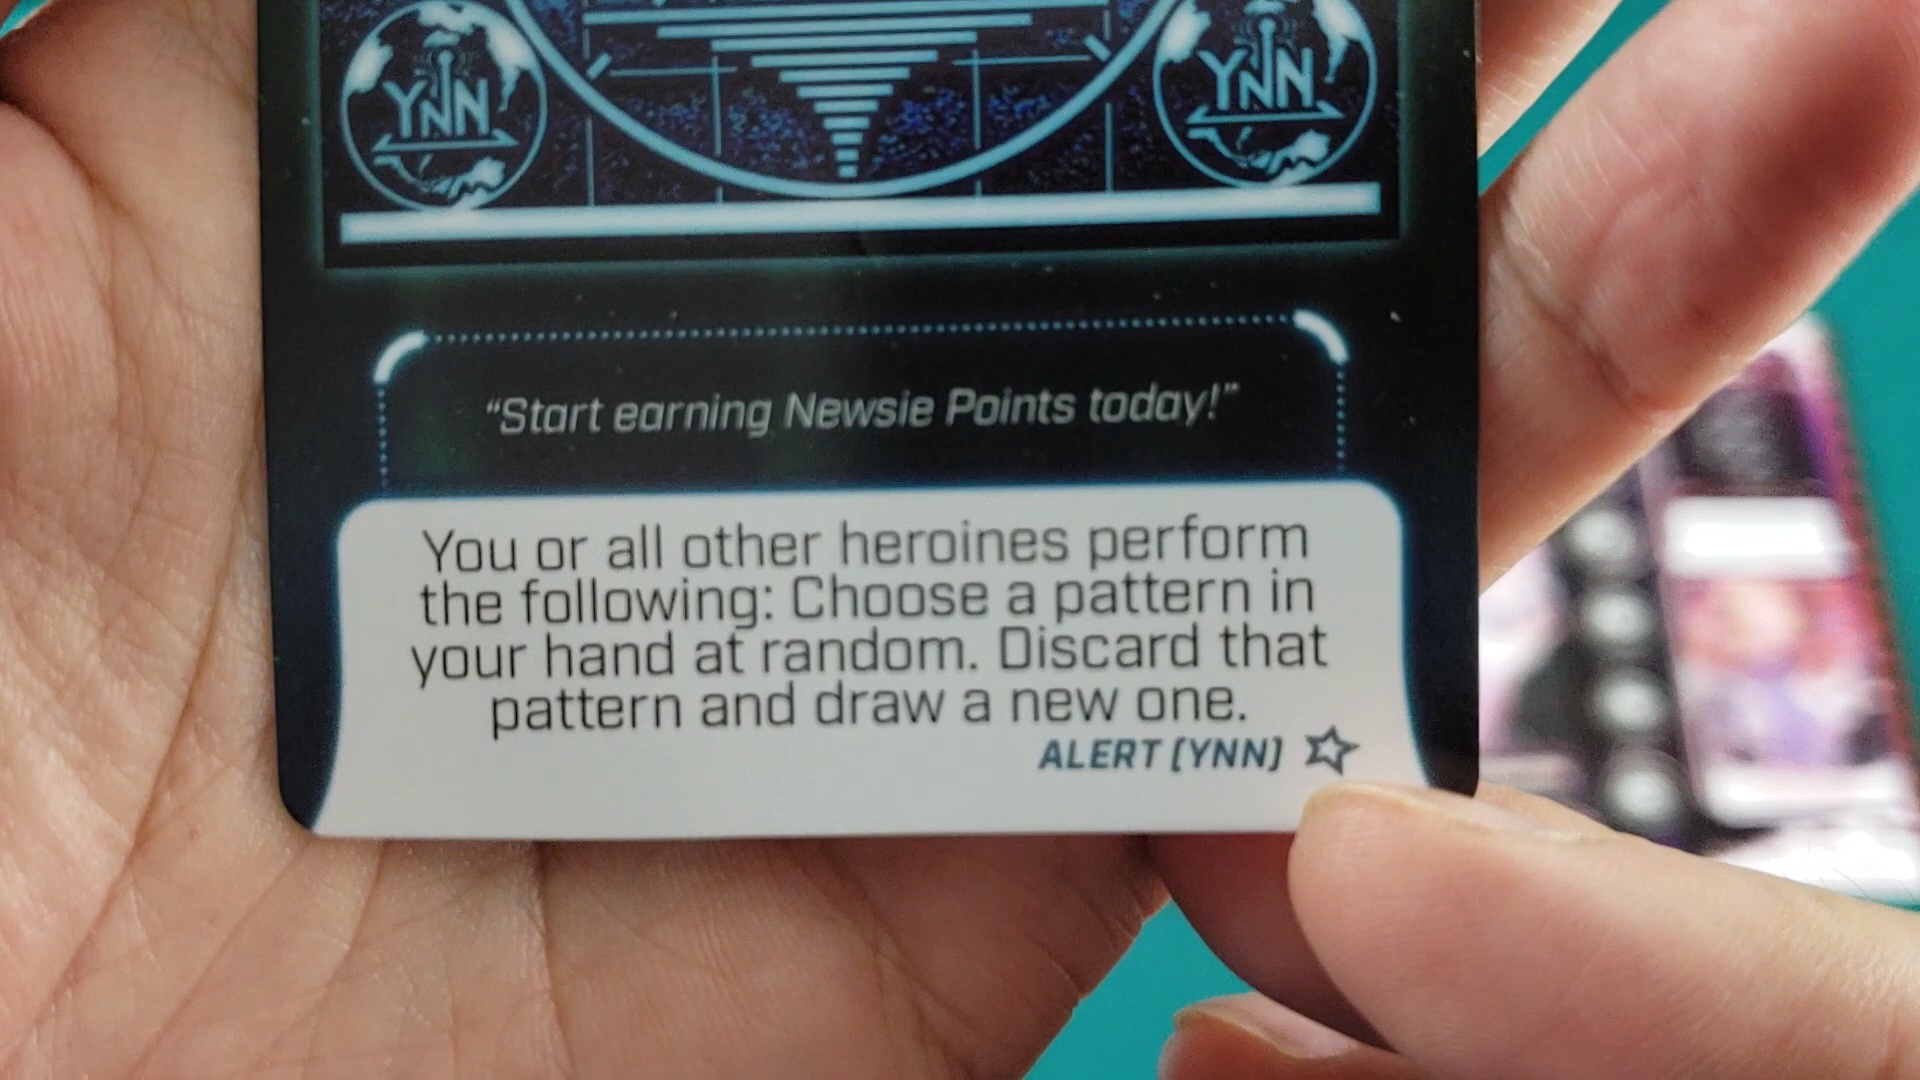 YNN
YNN
“Start earning Newsie Points today!”
You or all other heroines perform
the following: Choose a pattern in
your hand at random. Discard that
pattern and draw a new one.
ALERT [YNN]